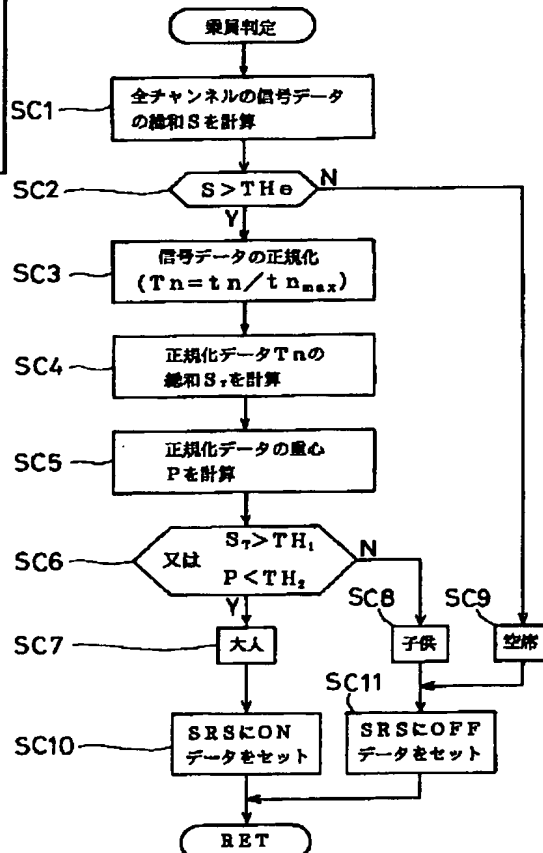 乗員判定
SC1
全チャンネルの信号データ
の総和Sを計算
SC2
S>THe
N
Y
SC3
信号データの正規化
(Tn=tn/tnmax)
SC4
正規化データTnの
総和STを計算
SC5
正規化データの重心
Pを計算
SC6
又は
ST>TH1
P<TH2
N
Y
SC7
大人
SC8
子供
SC9
空席
SC10
SRSにON
データをセット
SC11
SRSにOFF
データをセット
RET